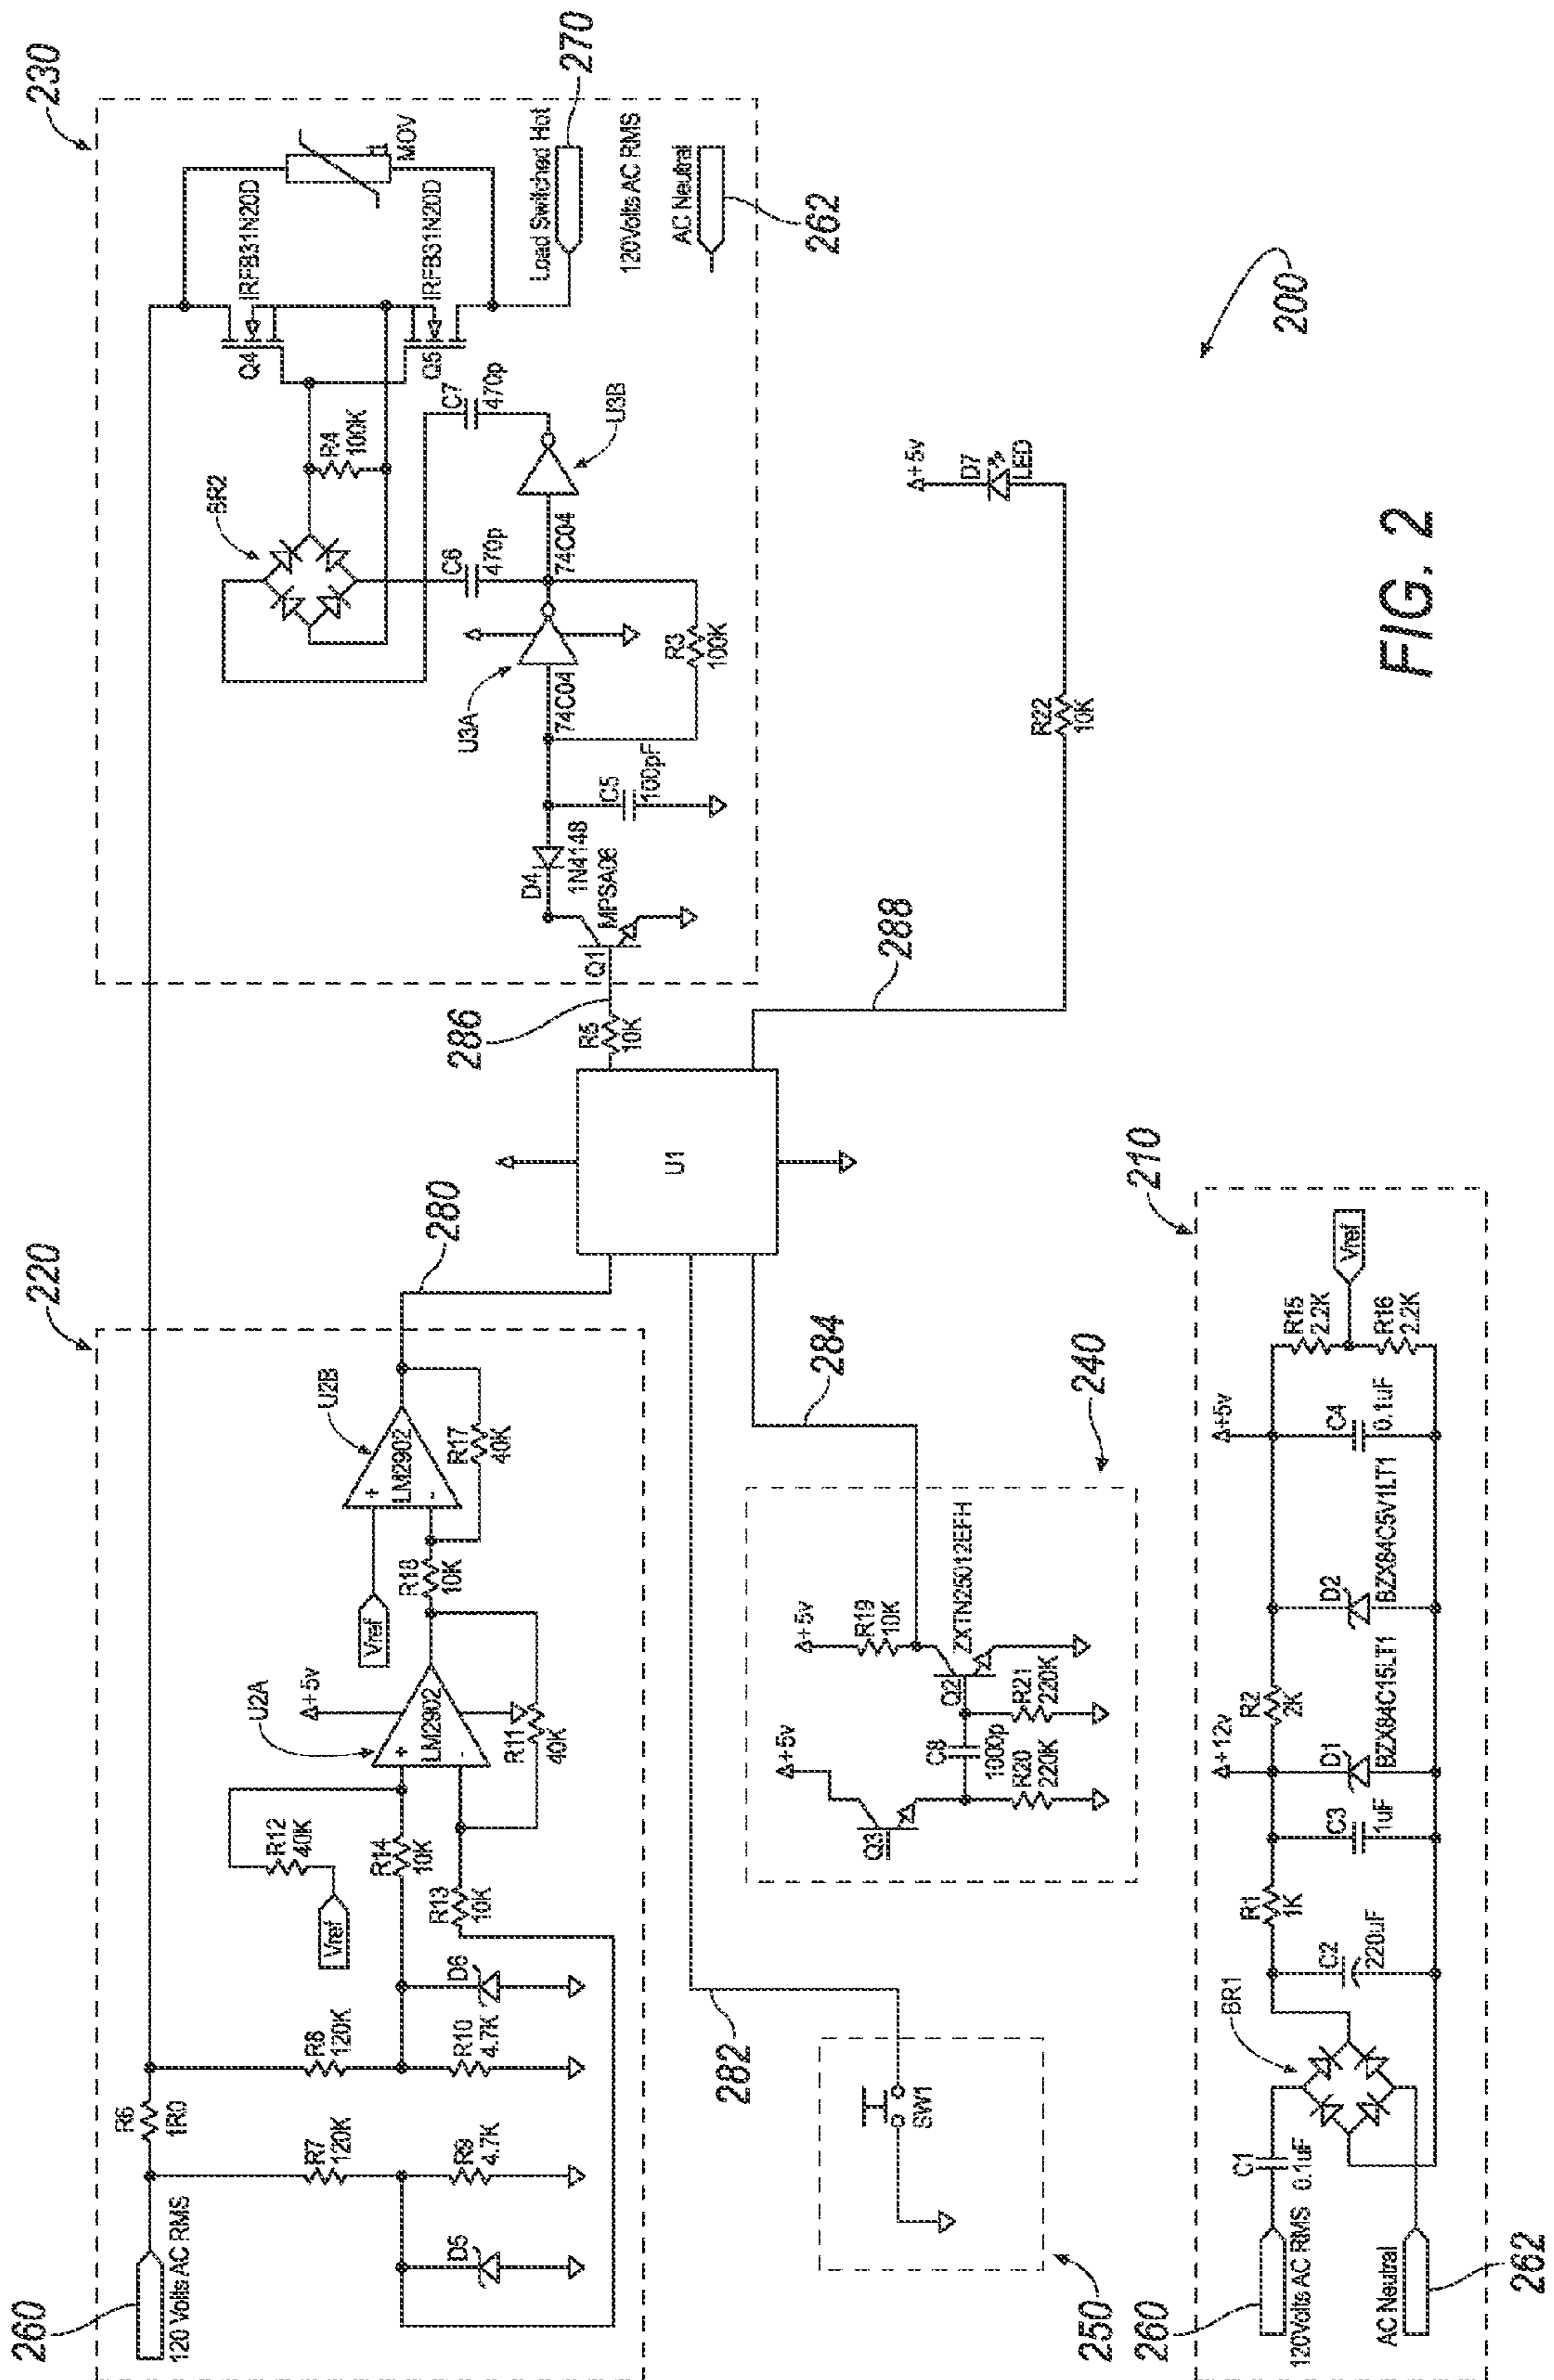 220
260
120 Volts AC RMS
R6
1R0
R7
120K
R8
120K
R9
4.7K
R10
4.7K
D5
D6
R12
40K
Vref
R14
10K
R13
10K
U2A
+5v
+
-
LM2902
R11
40K
Vref
R18
10K
U2B
+
-
LM2902
R17
40K
280
230
BR2
R4
100K
Q4
IRFB31N20D
Q5
IRFB31N20D
MOV
C7
470p
C6
470p
U3A
74C04
74C04
U3B
R3
100K
D4
1N4148
C5
100pF
Q1
MPSA06
Load Switched Hot
270
120Volts AC RMS
AC Neutral
262
286
R5
10K
U1
288
R22
10K
+5v
D7
LED
282
284
SW1
250
240
Q3
+5v
+5v
R19
10K
C8
1000p
R20
220K
R21
220K
Q2
ZXTN25012EFH
200
210
260
120Volts AC RMS
AC Neutral
262
C1
0.1uF
BR1
C2
220uF
R1
1K
C3
1uF
+12v
D1
BZX84C15LT1
R2
2K
D2
BZX84C5V1LT1
+5v
C4
0.1uF
R15
2.2K
R16
2.2K
Vref
FIG. 2